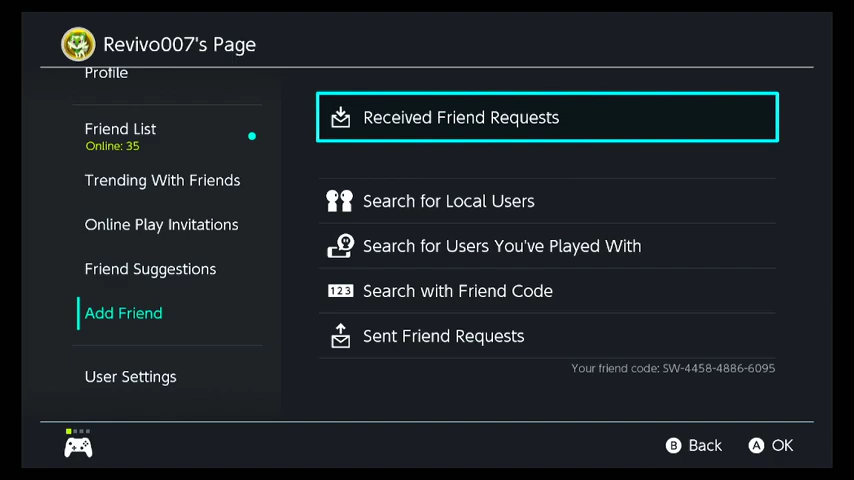 Revivo007's Page
Profile
Friend List
Online: 35
Trending With Friends
Online Play Invitations
Friend Suggestions
Add Friend
User Settings
Received Friend Requests
Search for Local Users
Search for Users You've Played With
123 Search with Friend Code
Sent Friend Requests
Your friend code: SW-4458-4886-6095
B Back
A OK